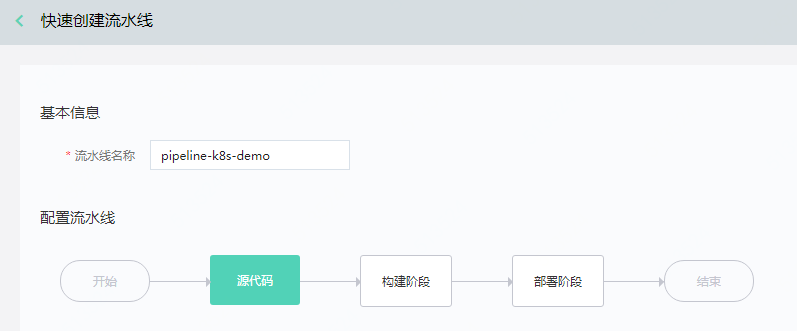 快速创建流水线
基本信息
* 流水线名称 pipeline-k8s-demo
配置流水线
开始 源代码 构建阶段 部署阶段 结束